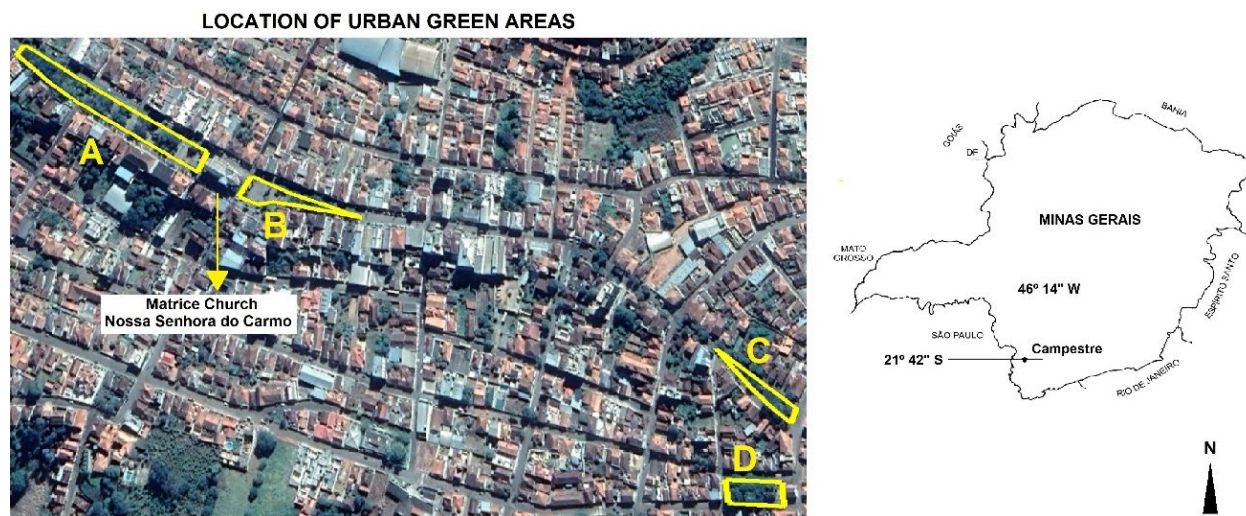 LOCATION OF URBAN GREEN AREAS
A
B
Matrice Church
Nossa Senhora do Carmo
C
D
BAHIA
GOIÁS
DF
MINAS GERAIS
MATO
GROSSO
46º 14" W
ESPÍRITO SANTO
SÃO PAULO
21º 42" S
Campestre
RIO DE JANEIRO
N